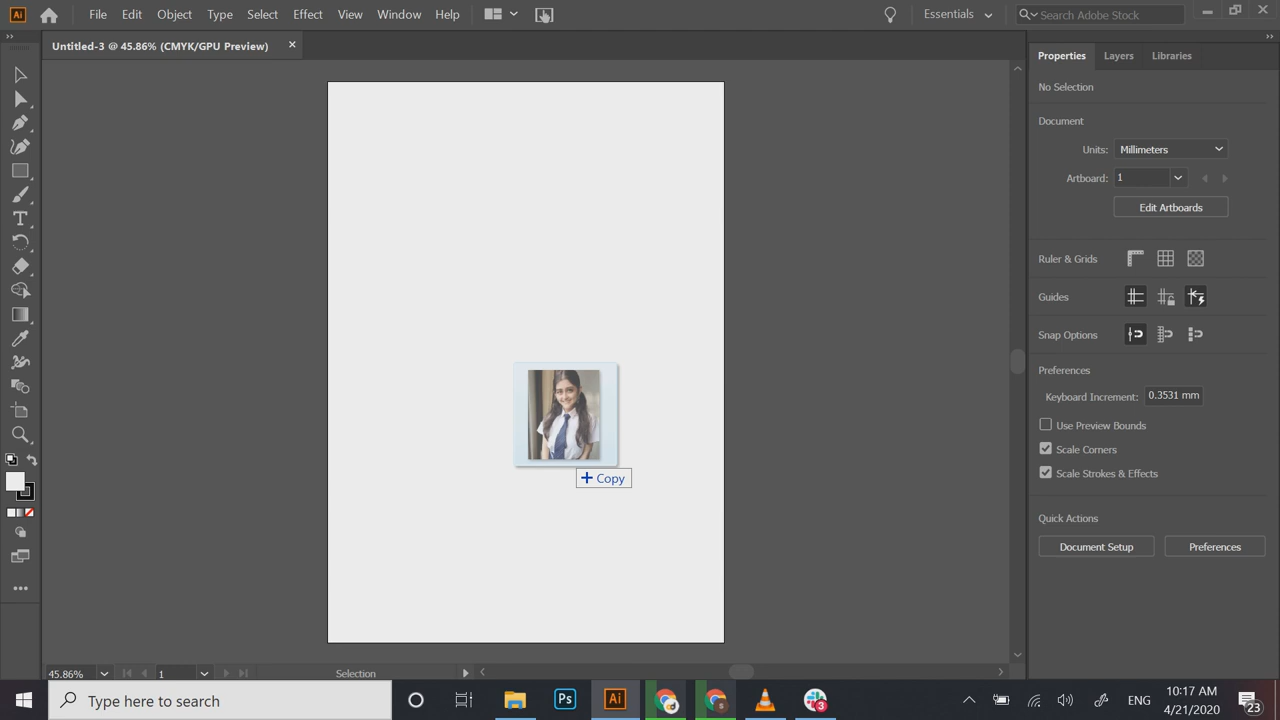 Ai File Edit Object Type Select Effect View Window Help Essentials Search Adobe Stock
Untitled-3 @ 45.86% (CMYK/GPU Preview)
Properties Layers Libraries
No Selection
Document
Units: Millimeters
Artboard: 1
Edit Artboards
Ruler & Grids
Guides
Snap Options
Preferences
Keyboard Increment: 0.3531 mm
Use Preview Bounds
Scale Corners
Scale Strokes & Effects
Quick Actions
Document Setup Preferences
Copy
45.86% 1 Selection
Type here to search Ps Ai 3 ENG 10:17 AM
4/21/2020 23